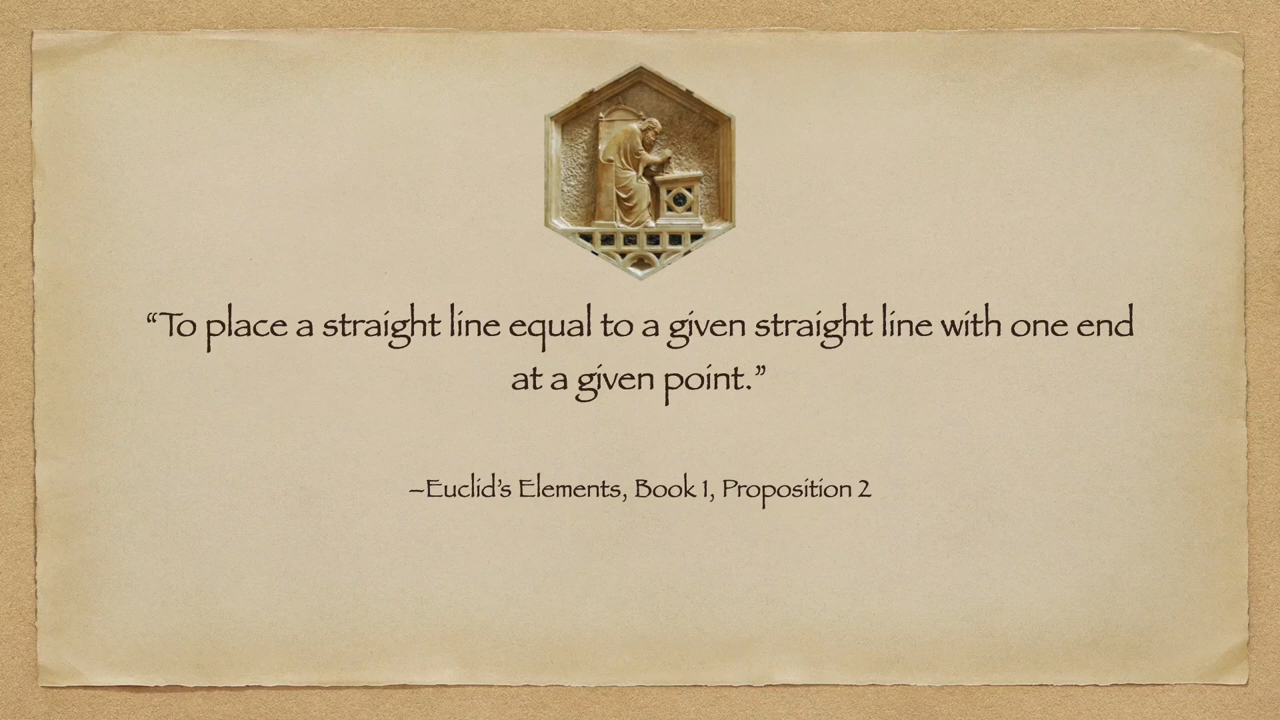 “To place a straight line equal to a given straight line with one end
at a given point.”
–Euclid’s Elements, Book 1, Proposition 2